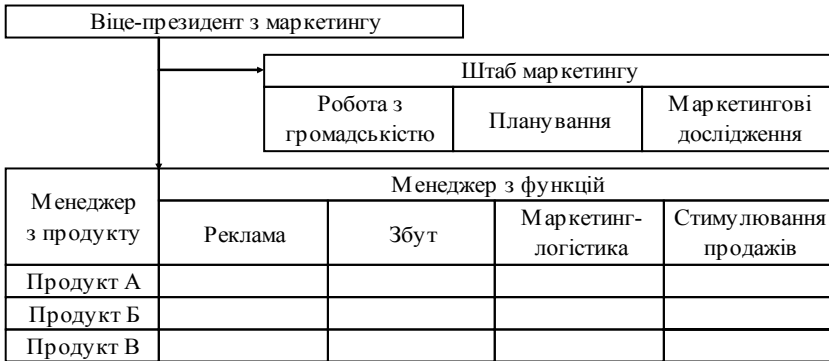 Віце-президент з маркетингу
Штаб маркетингу
Робота з
громадськістю
Планування
Маркетингові
дослідження
Менеджер
з продукту
Менеджер з функцій
Реклама
Збут
Маркетинг-
логістика
Стимулювання
продажів
Продукт А
Продукт Б
Продукт В